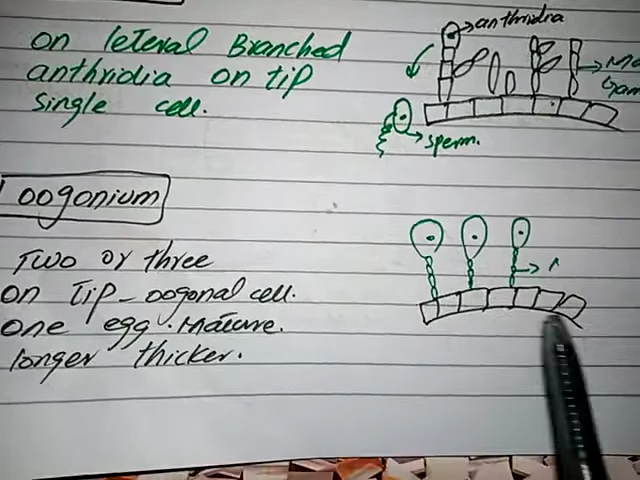 on leteral Branched
anthridia on tip
single cell.
anthridia
sperm.
oogonium
Two or three
on Tip-oogonal cell.
one egg. Mature.
longer thicker.